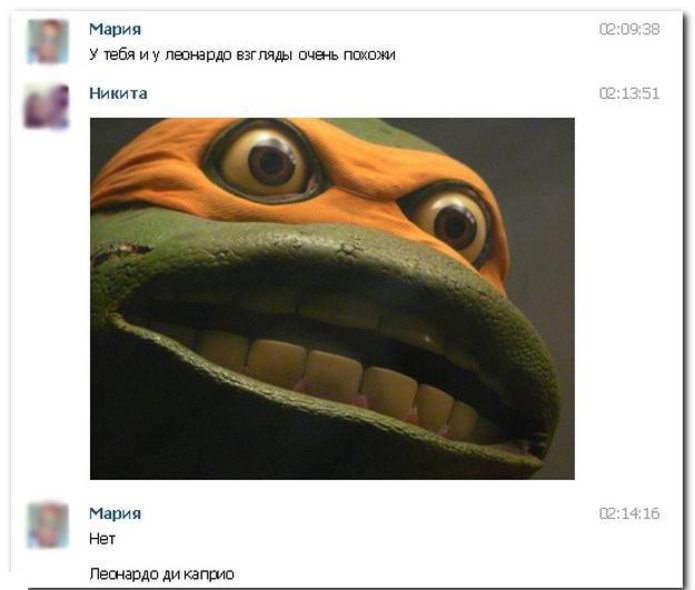 Мария
02:09:38
У тебя и у леонардо взгляды очень похожи
Никита
02:13:51
Мария
02:14:16
Нет
Леонардо ди каприо